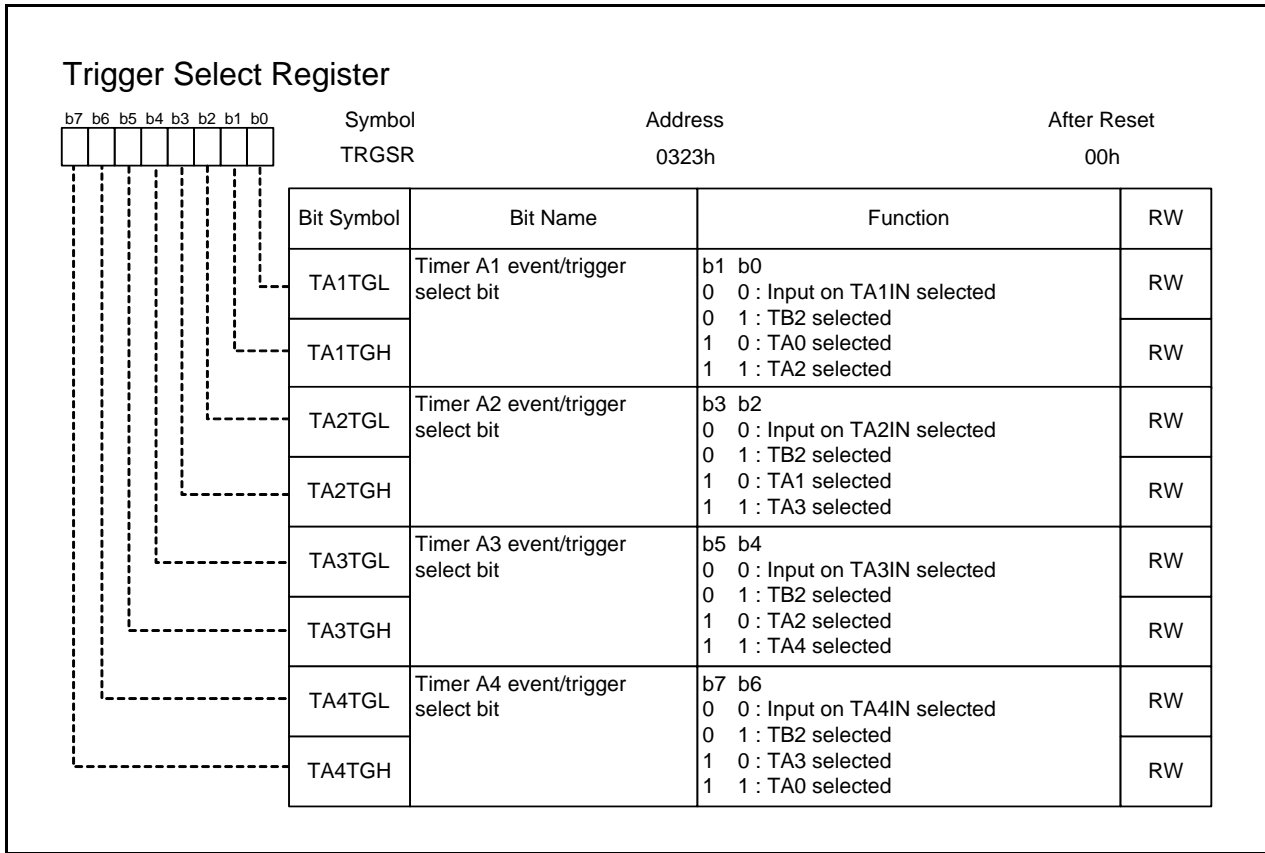 Trigger Select Register
b7 b6 b5 b4 b3 b2 b1 b0
Symbol Address After Reset
TRGSR 0323h 00h
Bit Symbol Bit Name Function RW
TA1TGL
TA1TGH
Timer A1 event/trigger
select bit
b1 b0
0 0 : Input on TA1IN selected
0 1 : TB2 selected
1 0 : TA0 selected
1 1 : TA2 selected
RW
RW
TA2TGL
TA2TGH
Timer A2 event/trigger
select bit
b3 b2
0 0 : Input on TA2IN selected
0 1 : TB2 selected
1 0 : TA1 selected
1 1 : TA3 selected
RW
RW
TA3TGL
TA3TGH
Timer A3 event/trigger
select bit
b5 b4
0 0 : Input on TA3IN selected
0 1 : TB2 selected
1 0 : TA2 selected
1 1 : TA4 selected
RW
RW
TA4TGL
TA4TGH
Timer A4 event/trigger
select bit
b7 b6
0 0 : Input on TA4IN selected
0 1 : TB2 selected
1 0 : TA3 selected
1 1 : TA0 selected
RW
RW